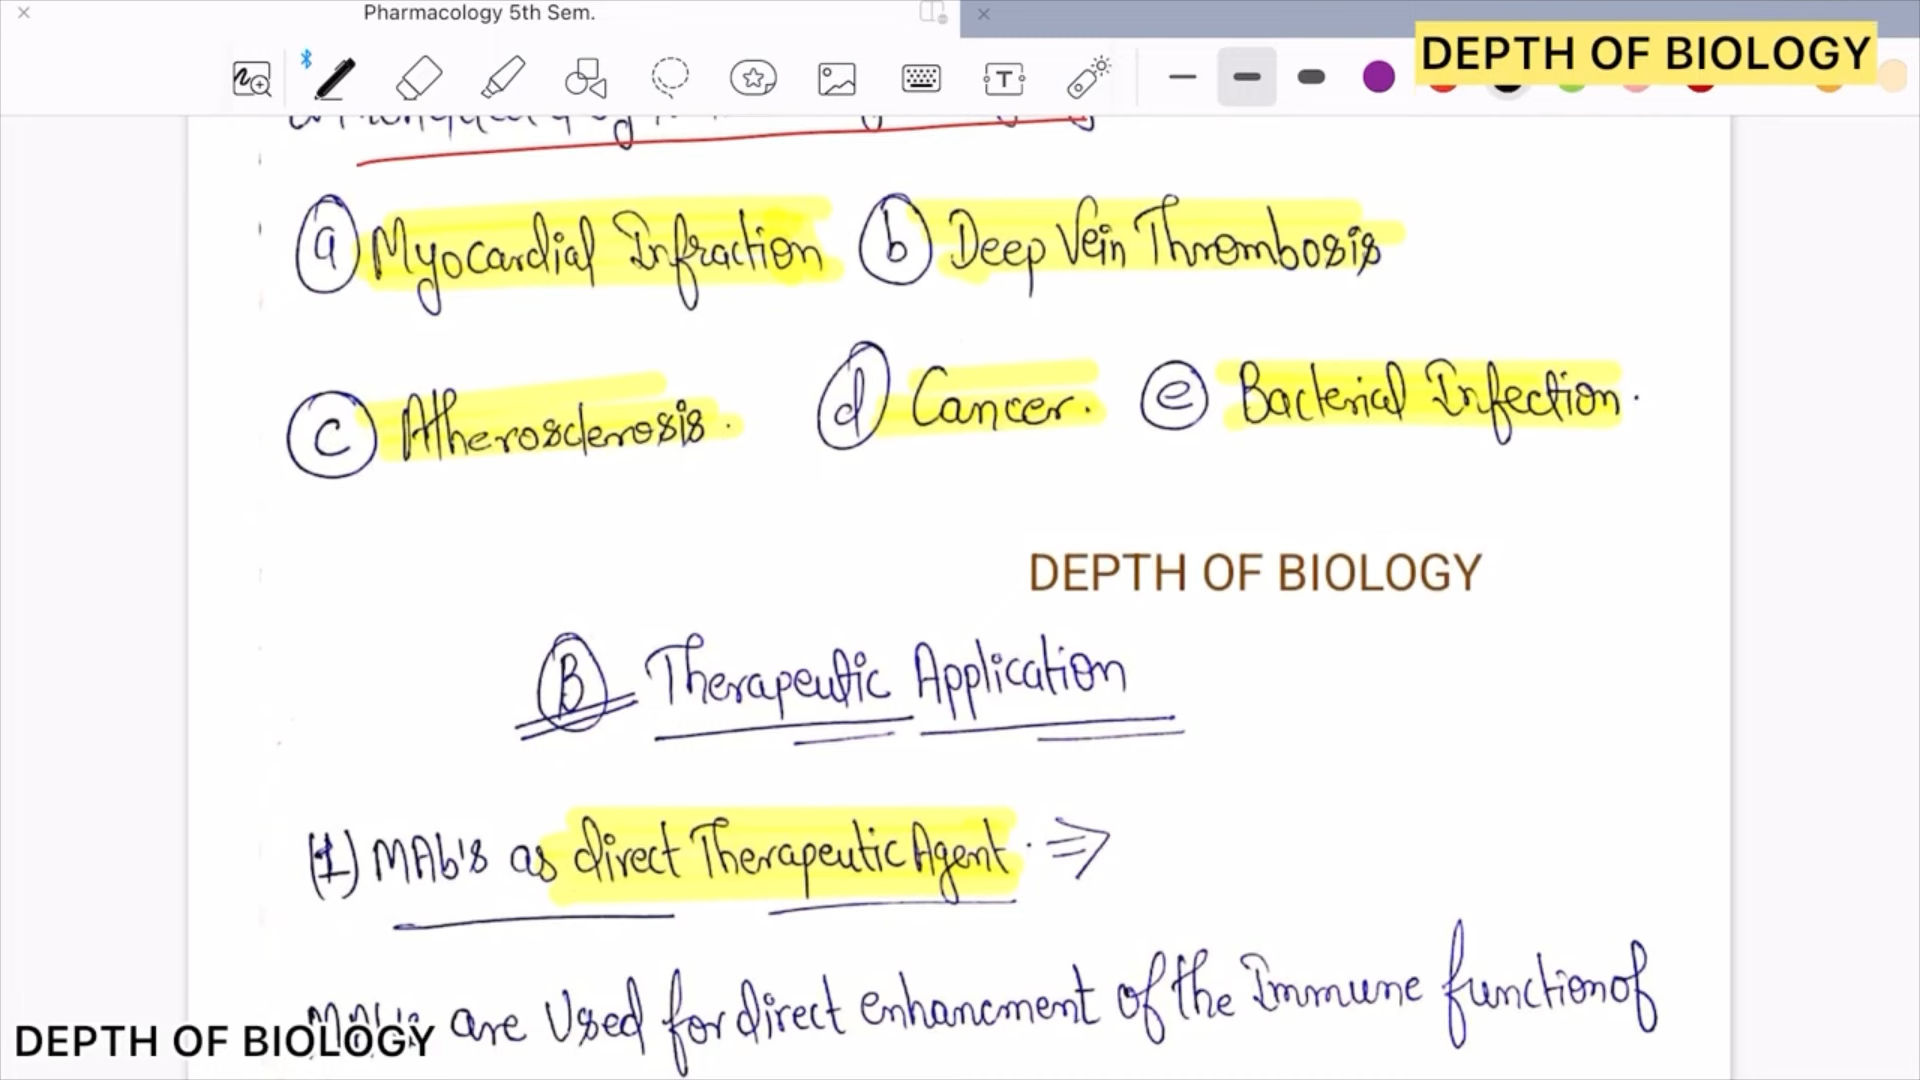 Pharmacology 5th Sem.
DEPTH OF BIOLOGY
a Myocardial Infraction b Deep Vein Thrombosis
c Atherosclerosis. d Cancer. e Bacterial Infection.
DEPTH OF BIOLOGY
B Therapeutic Application
(1) MAb's as direct Therapeutic Agent. ⇒
MAb's are Used for direct enhancment of the Immune function of
DEPTH OF BIOLOGY